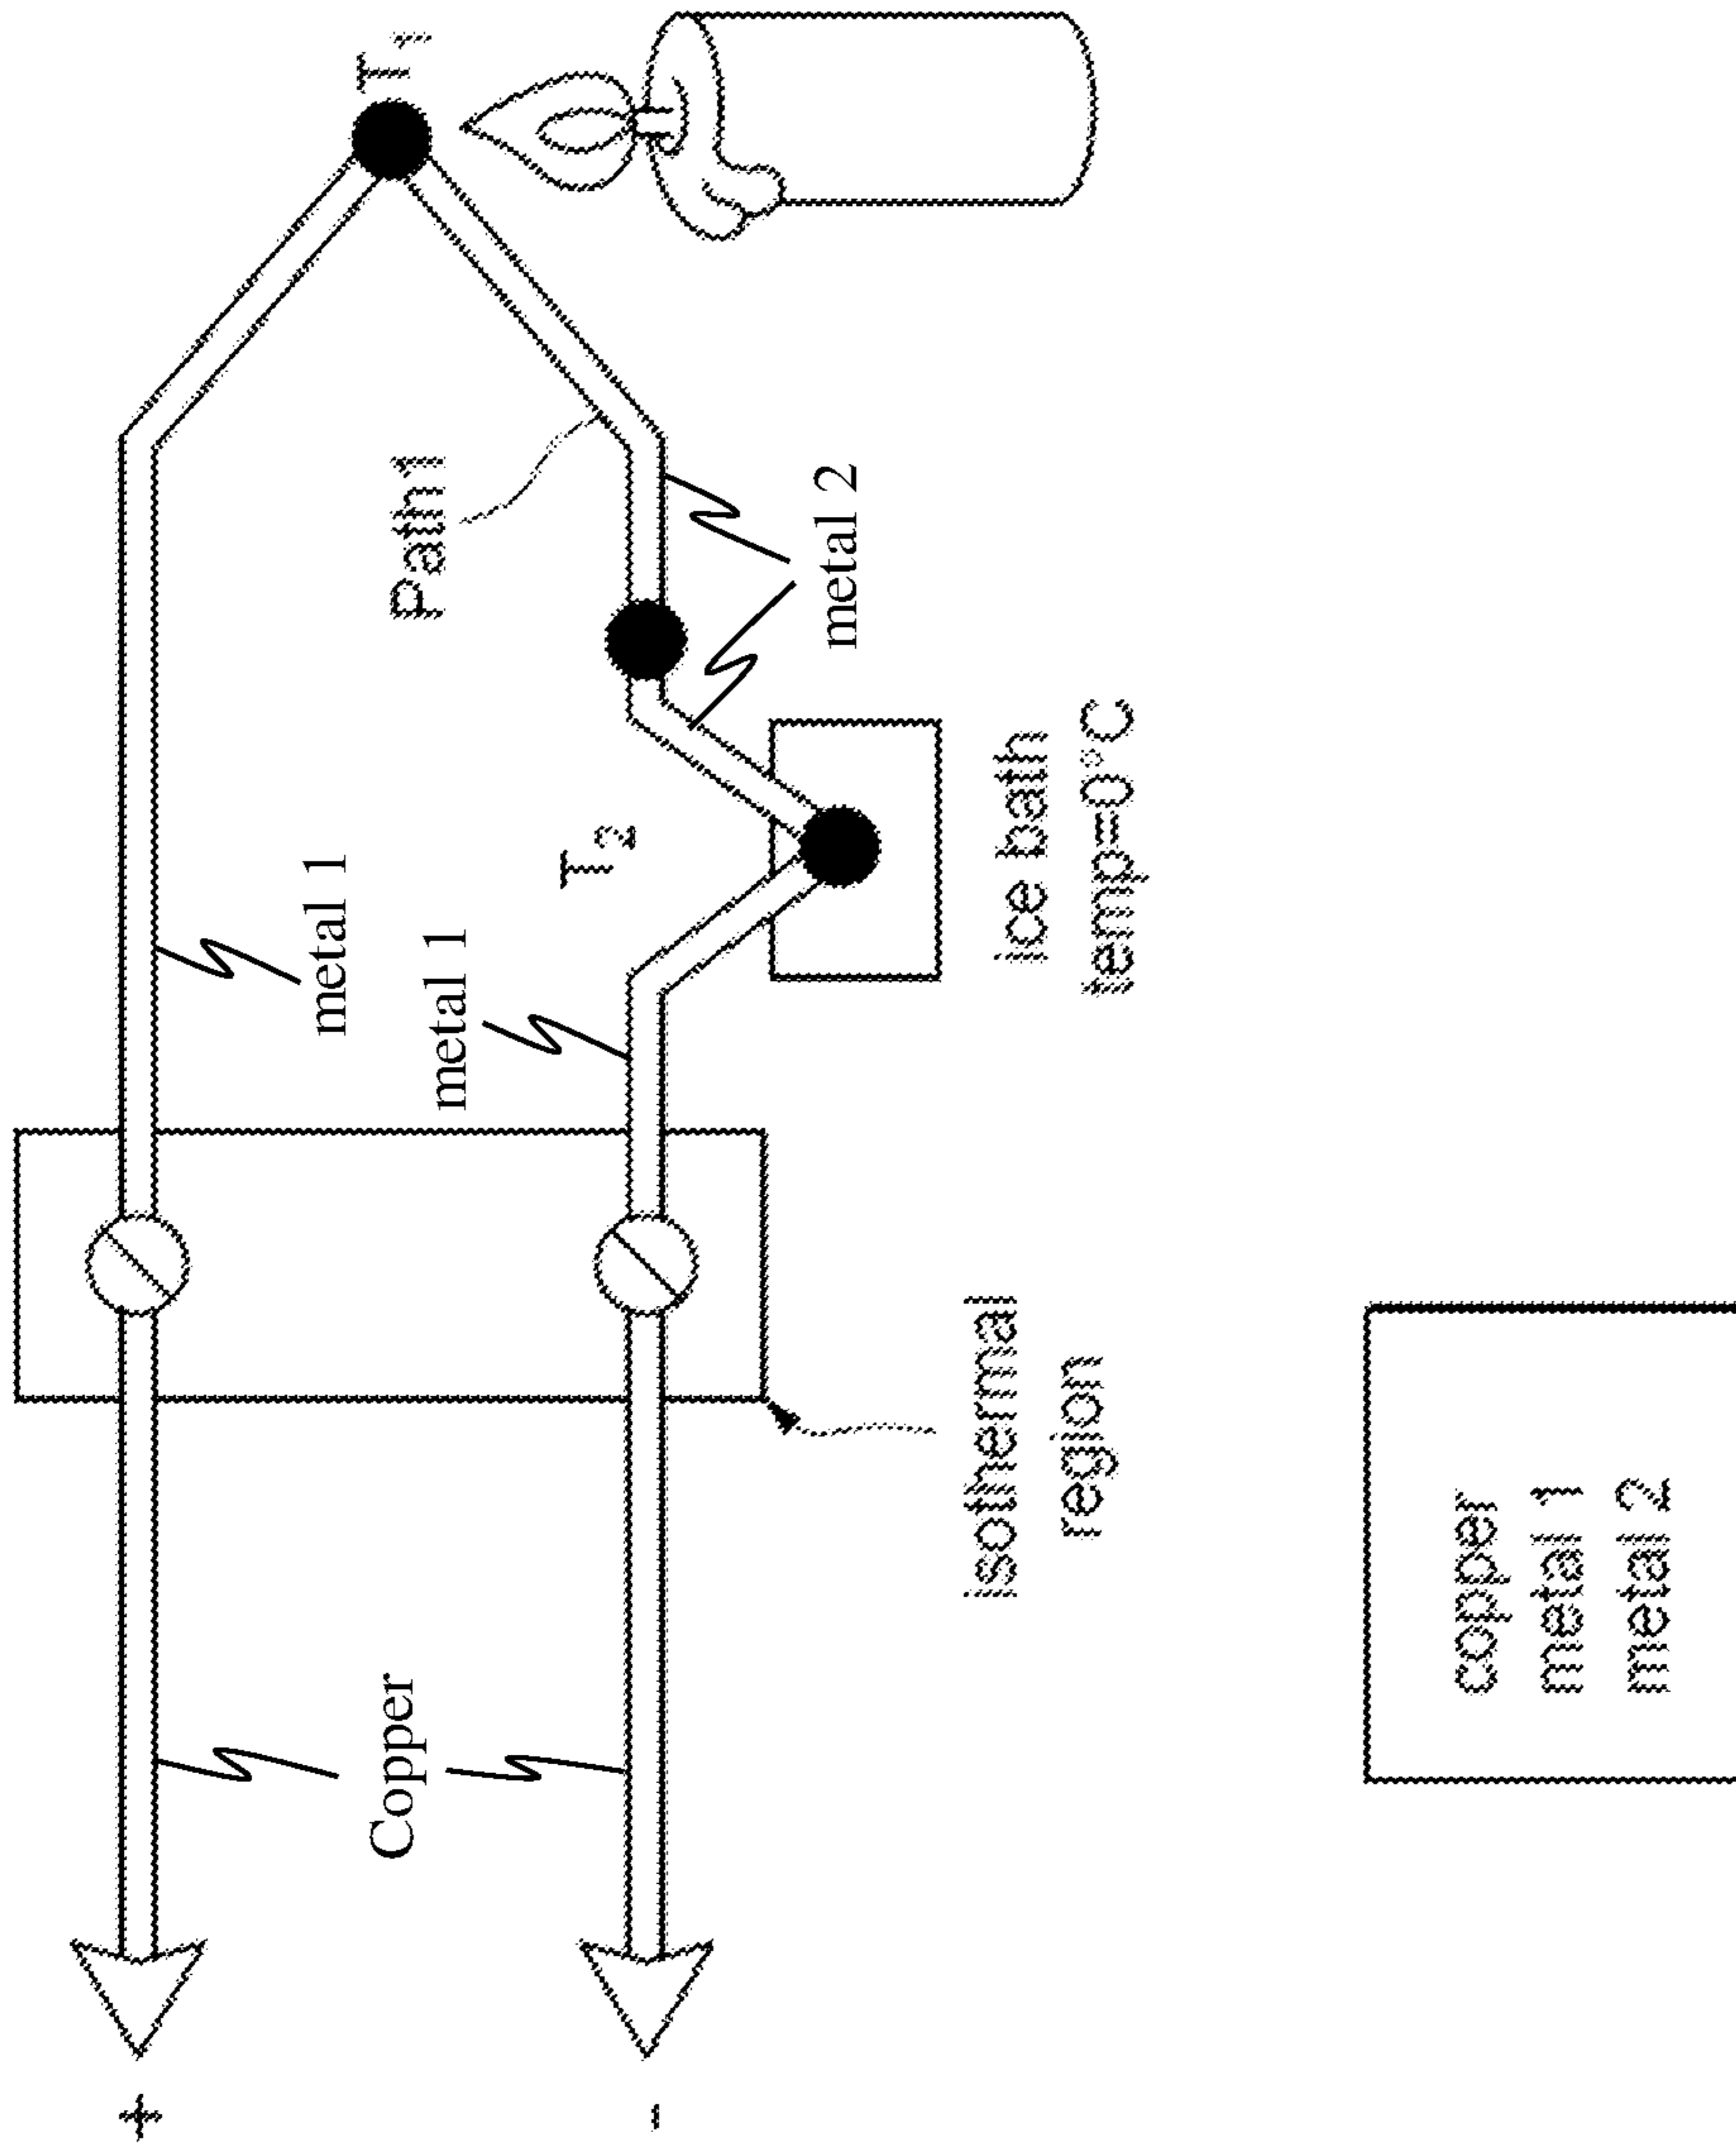 T1
Path1
metal 2
metal 1
metal 1
T2
ice bath
temp=0°C
isothermal
region
Copper
+
-
copper
metal 1
metal 2